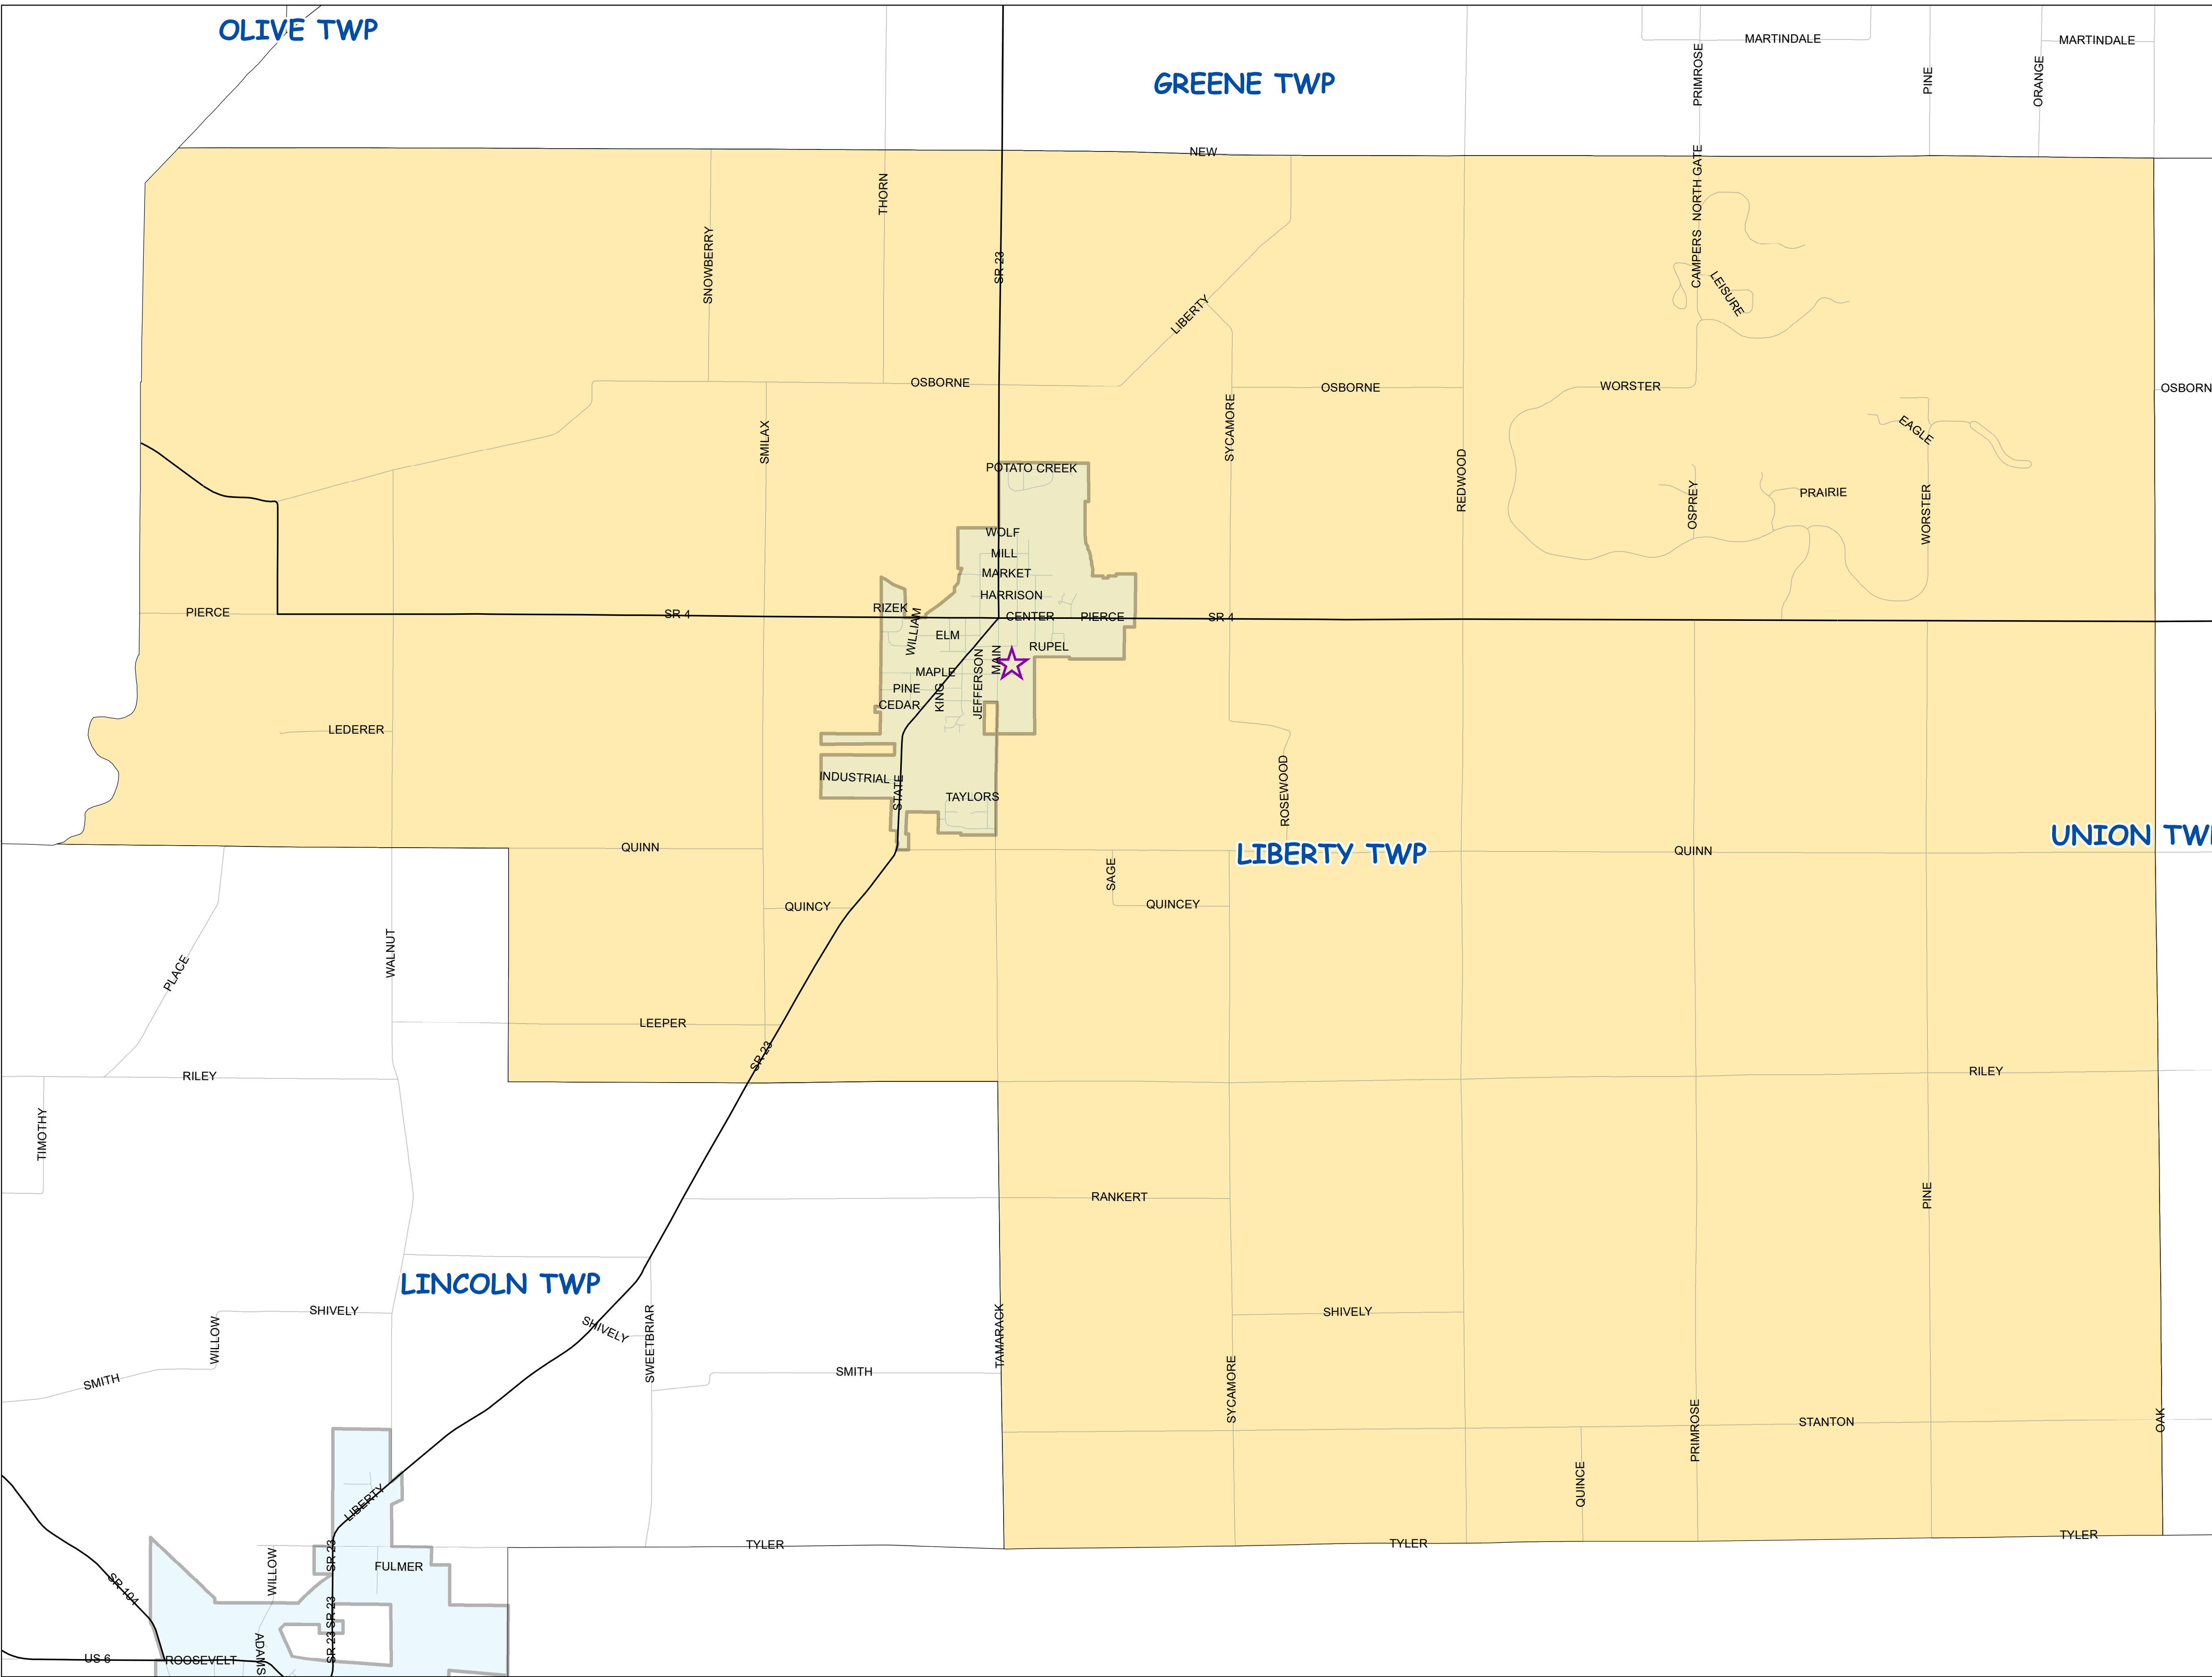 OLIVE TWP
MARTINDALE
MARTINDALE
GREENE TWP
PRIMROSE
PINE
ORANGE
NEW
NORTH GATE
THORN
SNOWBERRY
SR 23
CAMPERS
LEISURE
LIBERTY
OSBORNE
OSBORNE
WORSTER
OSBORN
SMILAX
SYCAMORE
EAGLE
POTATO CREEK
REDWOOD
OSPREY
PRAIRIE
WORSTER
WOLF
MILL
MARKET
HARRISON
RIZEK
PIERCE
SR 4
CENTER
PIERCE
SR 4
WILLIAM
ELM
RUPEL
MAIN
MAPLE
JEFFERSON
PINE
KING
CEDAR
LEDERER
INDUSTRIAL
STATE
TAYLORS
ROSEWOOD
UNION TWP
QUINN
LIBERTY TWP
QUINN
SAGE
QUINCY
QUINCEY
WALNUT
PLACE
LEEPER
SR 23
RILEY
RILEY
TIMOTHY
RANKERT
PINE
LINCOLN TWP
SHIVELY
SHIVELY
SHIVELY
WILLOW
SWEETBRIAR
TAMARACK
SMITH
SMITH
SYCAMORE
STANTON
OAK
PRIMROSE
QUINCE
LIBERTY
TYLER
TYLER
TYLER
SR 23
FULMER
WILLOW
SR 104
SR 23
SR 23
ADAMS
US 6
ROOSEVELT